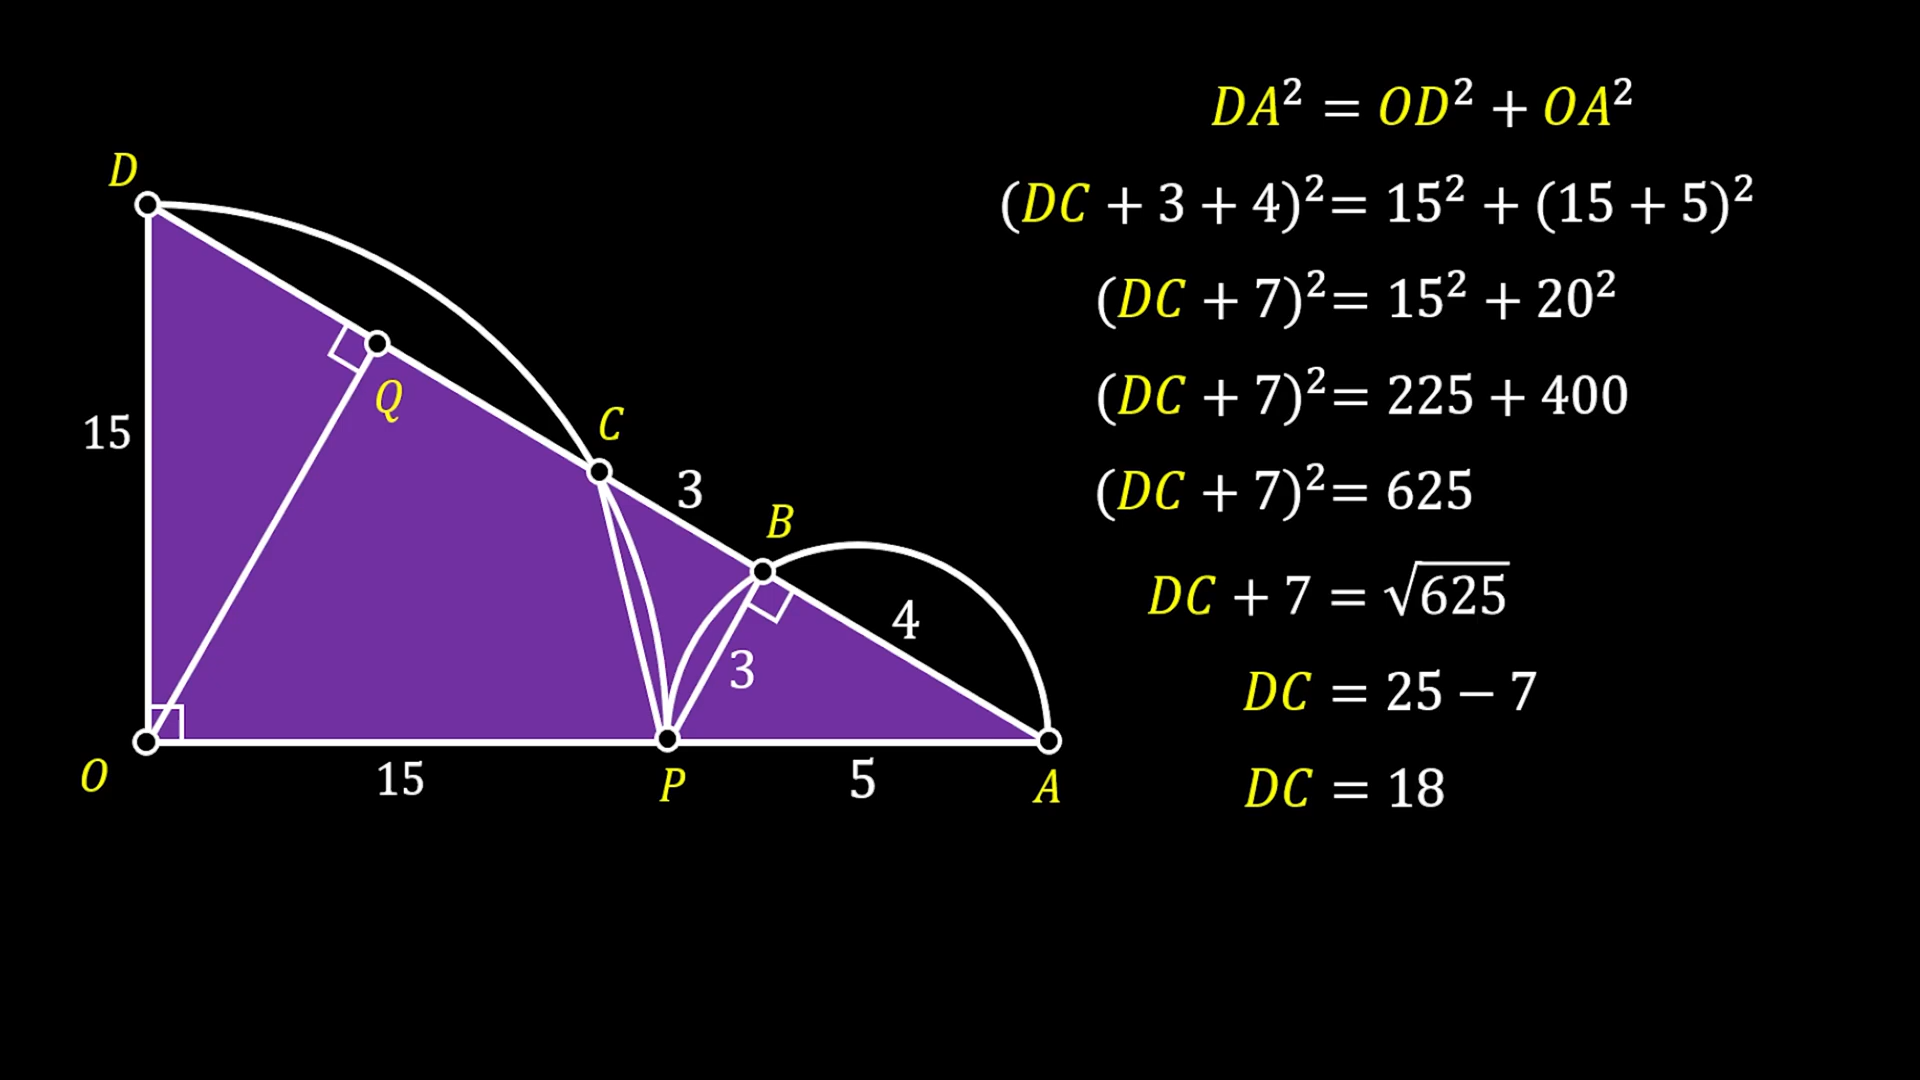 D
Q
C
3
B
15
4
3
O
15
P
5
A
DA² = OD² + OA²
(DC + 3 + 4)² = 15² + (15 + 5)²
(DC + 7)² = 15² + 20²
(DC + 7)² = 225 + 400
(DC + 7)² = 625
DC + 7 = √625
DC = 25 − 7
DC = 18